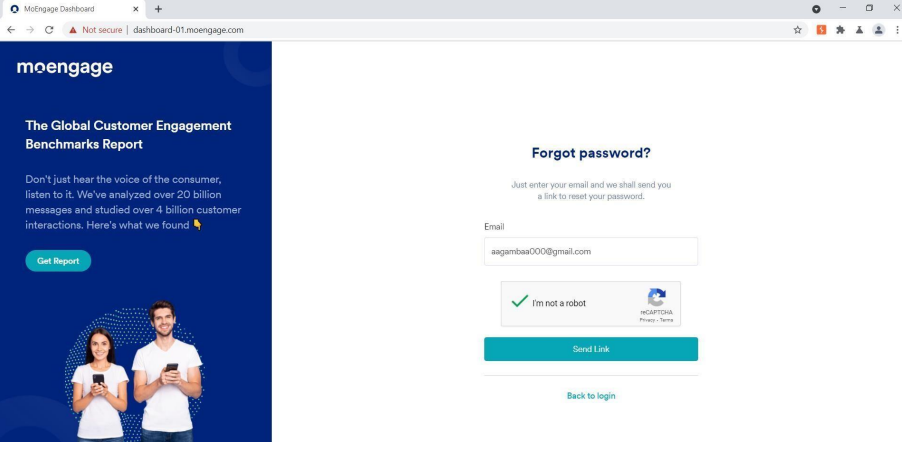 MoEngage Dashboard
Not secure | dashboard-01.moengage.com
moengage
The Global Customer Engagement
Benchmarks Report
Don't just hear the voice of the consumer,
listen to it. We've analyzed over 20 billion
messages and studied over 4 billion customer
interactions. Here's what we found 👇
Get Report
Forgot password?
Just enter your email and we shall send you
a link to reset your password.
Email
aagambaa000@gmail.com
I'm not a robot
reCAPTCHA
Privacy - Terms
Send Link
Back to login